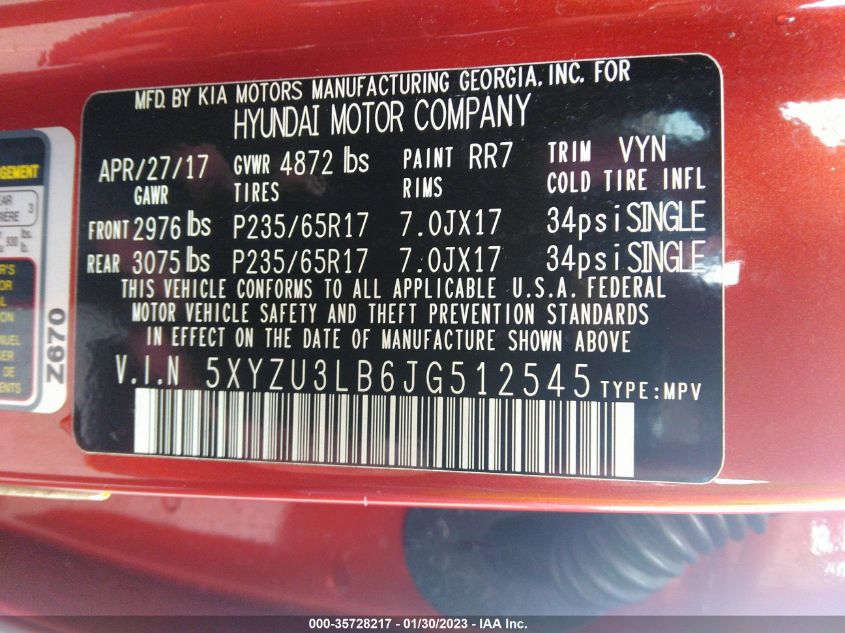 MFD. BY KIA MOTORS MANUFACTURING GEORGIA. INC. FOR
HYUNDAI MOTOR COMPANY
APR/27/17 GVWR 4872 lbs PAINT RR7 TRIM VYN
GAWR TIRES RIMS COLD TIRE INFL
FRONT 2976 lbs P235/65R17 7.0JX17 34psi SINGLE
REAR 3075 lbs P235/65R17 7.0JX17 34psi SINGLE
THIS VEHICLE CONFORMS TO ALL APPLICABLE U.S.A. FEDERAL
MOTOR VEHICLE SAFETY AND THEFT PREVENTION STANDARDS
IN EFFECT ON THE DATE OF MANUFACTURE SHOWN ABOVE
V.I.N 5XYZU3LB6JG512545 TYPE:MPV
3
930 lbs.
Z670
000-35728217 - 01/30/2023 - IAA Inc.